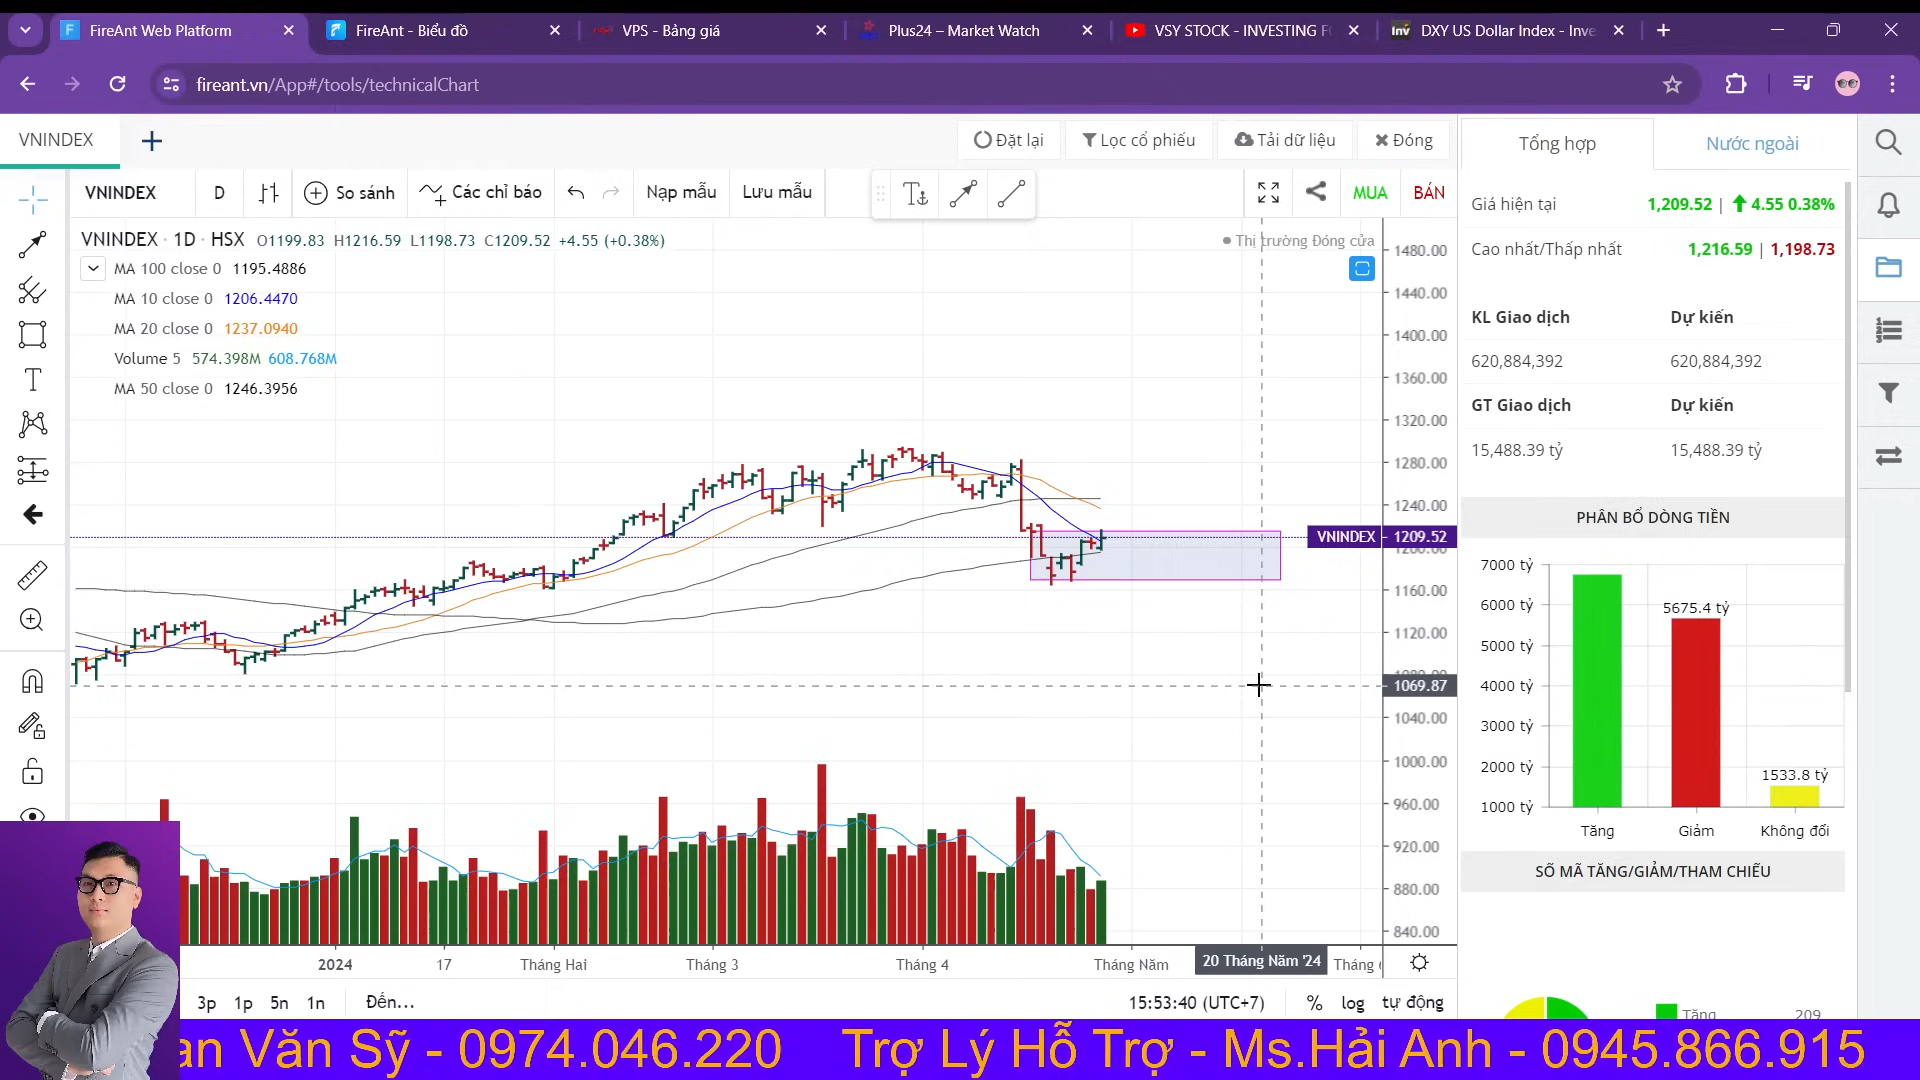 FireAnt Web Platform
FireAnt - Biểu đồ
VPS - Bảng giá
Plus24 – Market Watch
VSY STOCK - INVESTING F
DXY US Dollar Index - Inve
fireant.vn/App#/tools/technicalChart
VNINDEX
Đặt lại
Lọc cổ phiếu
Tải dữ liệu
Đóng
VNINDEX D So sánh Các chỉ báo Nạp mẫu Lưu mẫu MUA BÁN
VNINDEX · 1D · HSX O1199.83 H1216.59 L1198.73 C1209.52 +4.55 (+0.38%)
Thị trường Đóng cửa
MA 100 close 0 1195.4886
MA 10 close 0 1206.4470
MA 20 close 0 1237.0940
Volume 5 574.398M 608.768M
MA 50 close 0 1246.3956
1480.00
1440.00
1400.00
1360.00
1320.00
1280.00
1240.00
VNINDEX 1209.52
1200.00
1160.00
1120.00
1080.00
1069.87
1040.00
1000.00
960.00
920.00
880.00
840.00
2024 17 Tháng Hai Tháng 3 Tháng 4 Tháng Năm 20 Tháng Năm '24 Tháng
3p 1p 5n 1n Đến...
15:53:40 (UTC+7) % log tự động
Tổng hợp
Nước ngoài
Giá hiện tại 1,209.52 | 4.55 0.38%
Cao nhất/Thấp nhất 1,216.59 | 1,198.73
KL Giao dịch Dự kiến
620,884,392 620,884,392
GT Giao dịch Dự kiến
15,488.39 tỷ 15,488.39 tỷ
PHÂN BỔ DÒNG TIỀN
7000 tỷ
6000 tỷ
5000 tỷ
4000 tỷ
3000 tỷ
2000 tỷ
1000 tỷ
5675.4 tỷ
1533.8 tỷ
Tăng Giảm Không đổi
SỐ MÃ TĂNG/GIẢM/THAM CHIẾU
Tăng 209
an Văn Sỹ - 0974.046.220 Trợ Lý Hỗ Trợ - Ms.Hải Anh - 0945.866.915